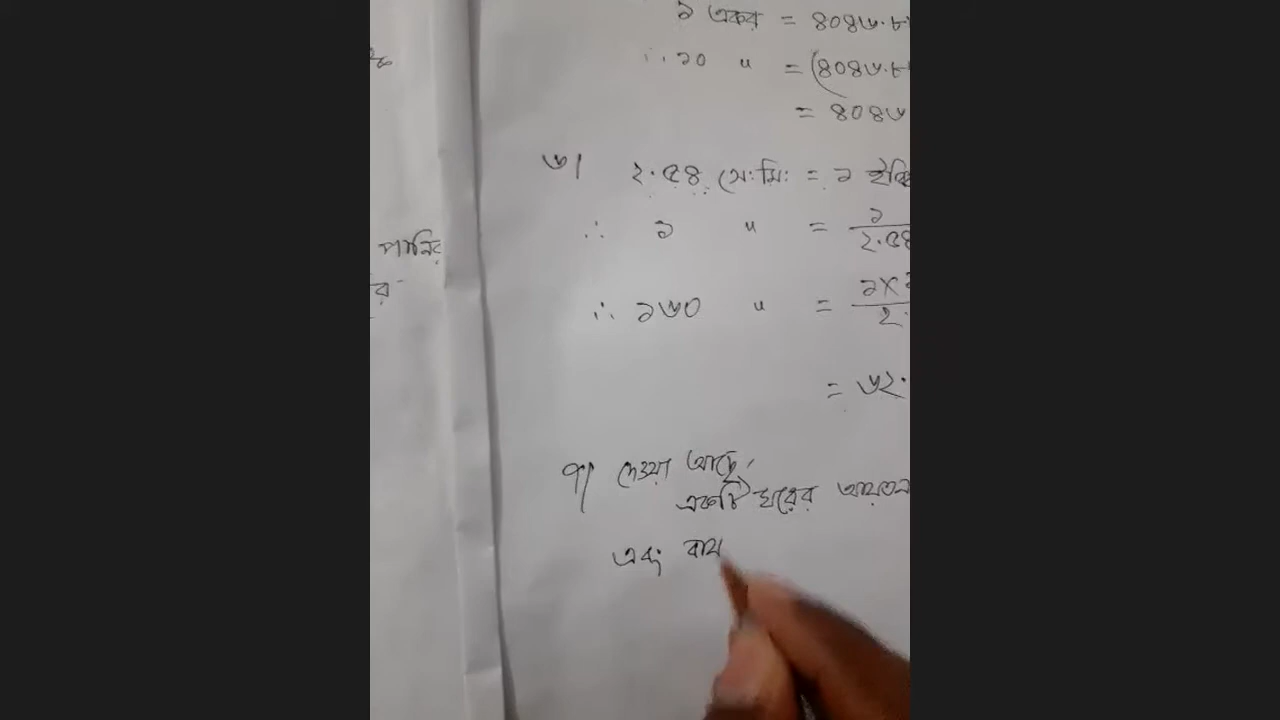 ১ একর = ৪০৪৬.৮
∴ ১০ " = (৪০৪৬.৮
= ৪০৪৬
৬। ২.৫৪ সেঃমিঃ = ১ ইঞ্চি
∴ ১ " = ১/২.৫৪
∴ ১৬০ " = ১×/২.
= ৬২.
৭। দেওয়া আছে,
একটি ঘরের আয়তন
এবং বায়
পানির
রে